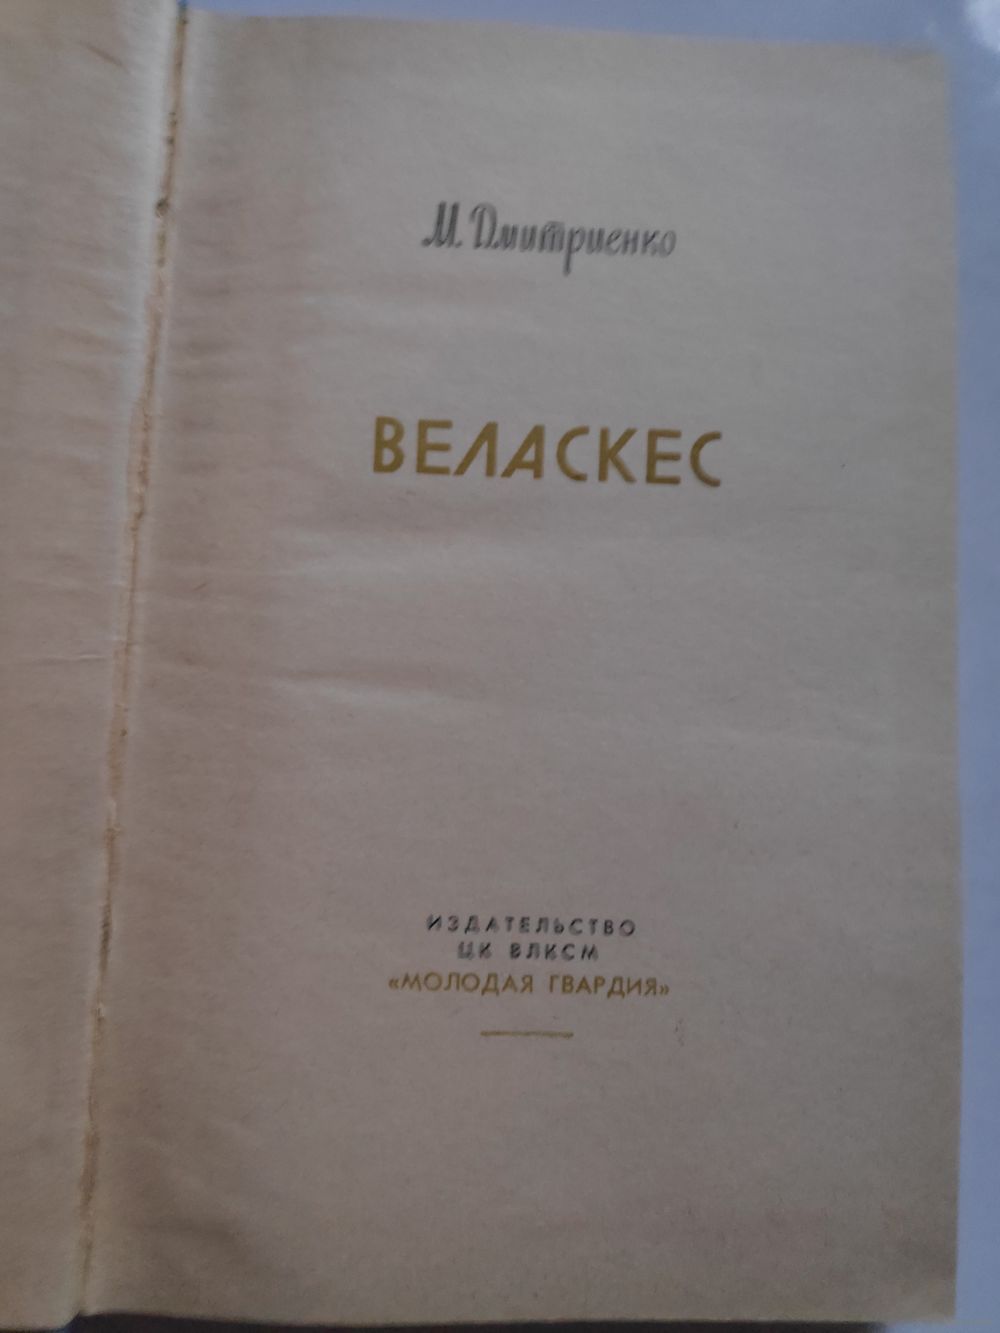 М. Дмитриенко
ВЕЛАСКЕС
ИЗДАТЕЛЬСТВО
ЦК ВЛКСМ
«МОЛОДАЯ ГВАРДИЯ»